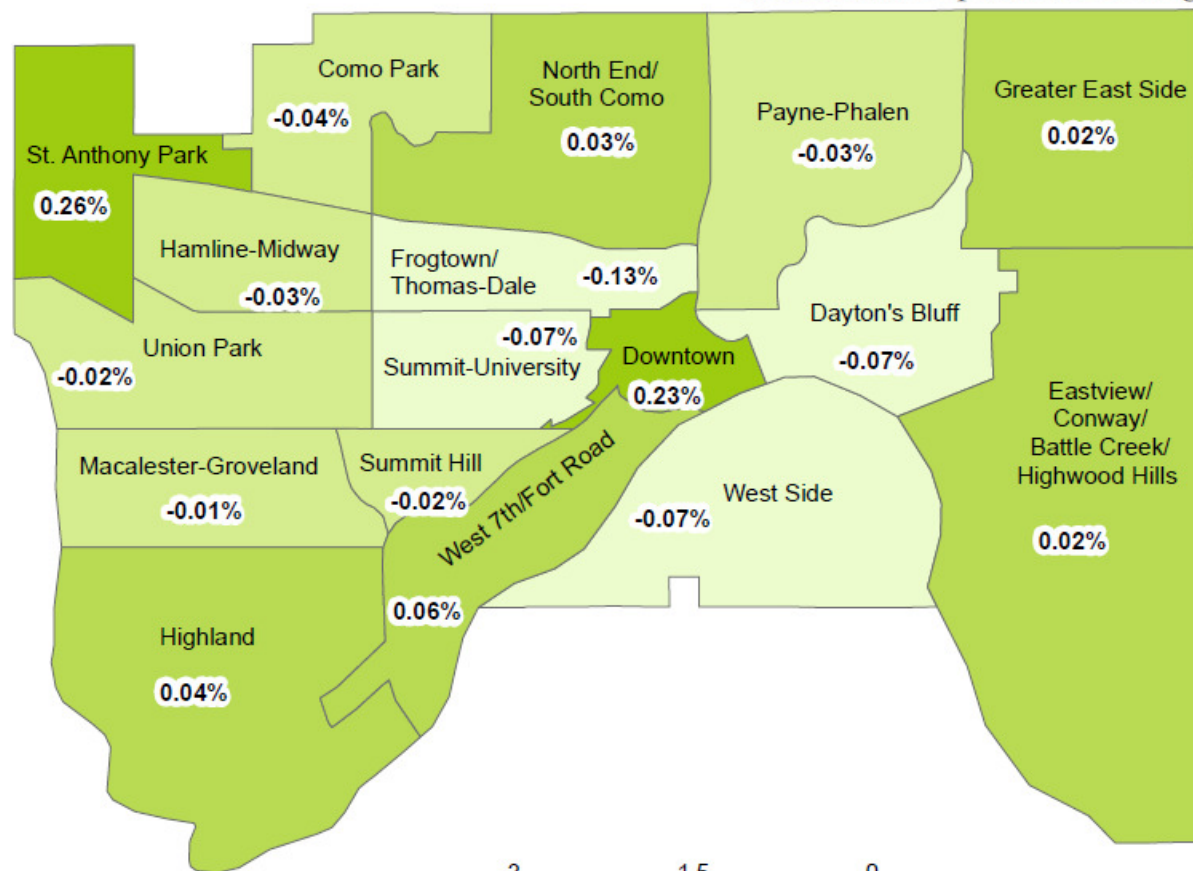 Como Park
-0.04%
North End/
South Como
0.03%
Payne-Phalen
-0.03%
Greater East Side
0.02%
St. Anthony Park
0.26%
Hamline-Midway
-0.03%
Frogtown/
Thomas-Dale
-0.13%
Union Park
-0.02%
-0.07%
Summit-University
Downtown
0.23%
Dayton's Bluff
-0.07%
Eastview/
Conway/
Battle Creek/
Highwood Hills
0.02%
Macalester-Groveland
-0.01%
Summit Hill
-0.02%
West 7th/Fort Road
0.06%
West Side
-0.07%
Highland
0.04%